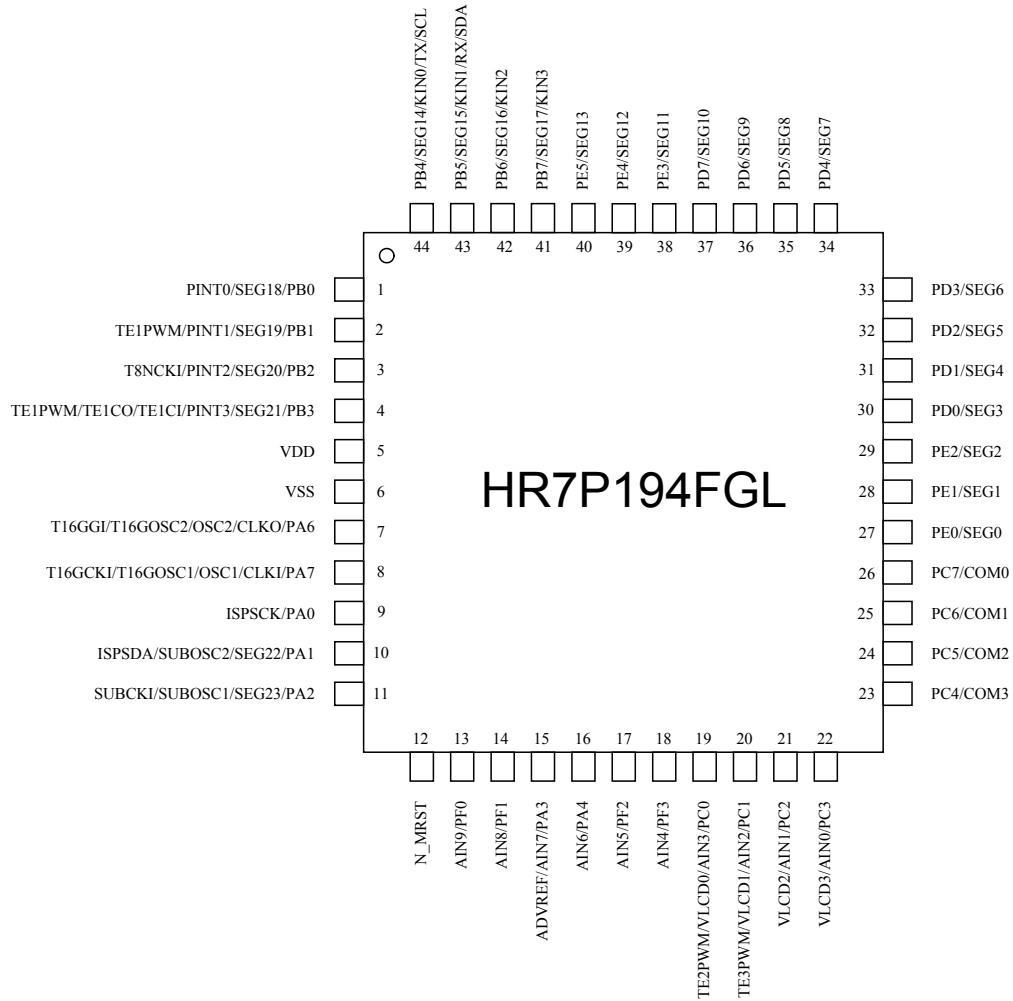 PB4/SEG14/KIN0/TX/SCL
PB5/SEG15/KIN1/RX/SDA
PB6/SEG16/KIN2
PB7/SEG17/KIN3
PE5/SEG13
PE4/SEG12
PE3/SEG11
PD7/SEG10
PD6/SEG9
PD5/SEG8
PD4/SEG7
44 43 42 41 40 39 38 37 36 35 34
PINT0/SEG18/PB0 1
TE1PWM/PINT1/SEG19/PB1 2
T8NCKI/PINT2/SEG20/PB2 3
TE1PWM/TE1CO/TE1CI/PINT3/SEG21/PB3 4
VDD 5
VSS 6
T16GGI/T16GOSC2/OSC2/CLKO/PA6 7
T16GCKI/T16GOSC1/OSC1/CLKI/PA7 8
ISPSCK/PA0 9
ISPSDA/SUBOSC2/SEG22/PA1 10
SUBCKI/SUBOSC1/SEG23/PA2 11
HR7P194FGL
33 PD3/SEG6
32 PD2/SEG5
31 PD1/SEG4
30 PD0/SEG3
29 PE2/SEG2
28 PE1/SEG1
27 PE0/SEG0
26 PC7/COM0
25 PC6/COM1
24 PC5/COM2
23 PC4/COM3
12 13 14 15 16 17 18 19 20 21 22
N_MRST
AIN9/PF0
AIN8/PF1
ADVREF/AIN7/PA3
AIN6/PA4
AIN5/PF2
AIN4/PF3
TE2PWM/VLCD0/AIN3/PC0
TE3PWM/VLCD1/AIN2/PC1
VLCD2/AIN1/PC2
VLCD3/AIN0/PC3